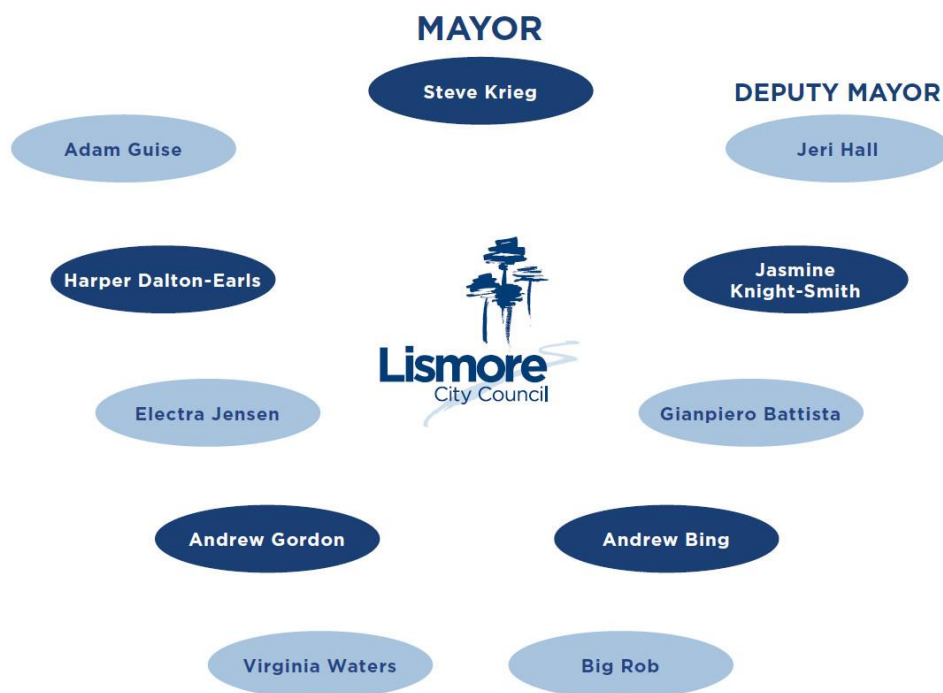 MAYOR
Steve Krieg
DEPUTY MAYOR
Adam Guise
Jeri Hall
Harper Dalton-Earls
Jasmine
Knight-Smith
Lismore
City Council
Electra Jensen
Gianpiero Battista
Andrew Gordon
Andrew Bing
Virginia Waters
Big Rob